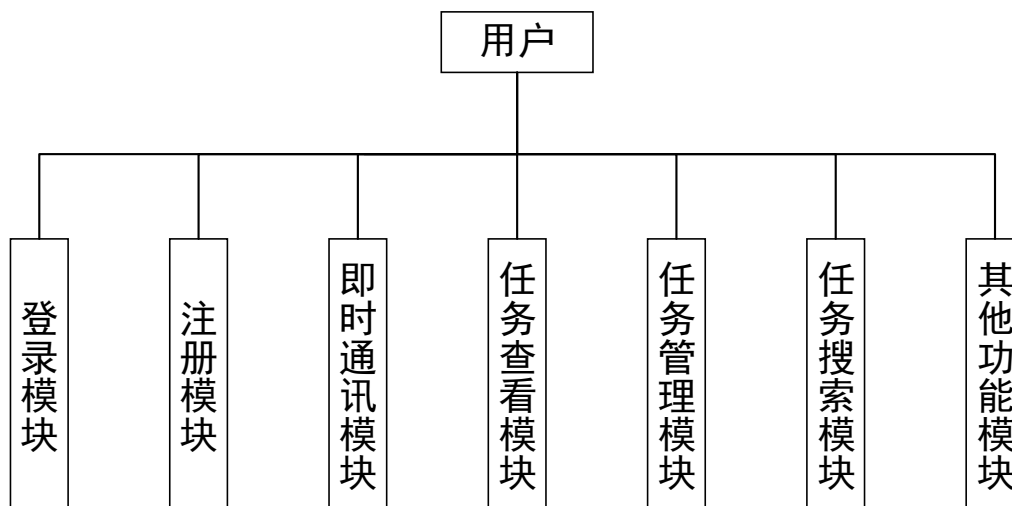 用户
登录模块
注册模块
即时通讯模块
任务查看模块
任务管理模块
任务搜索模块
其他功能模块